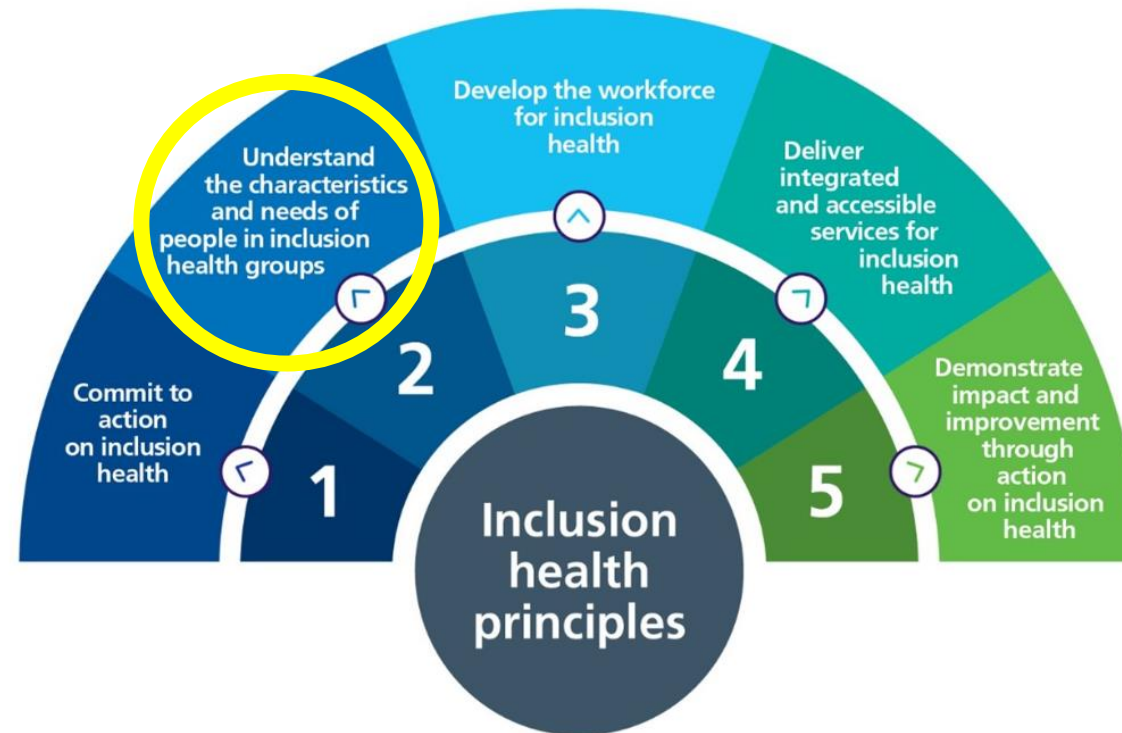 Commit to
action
on inclusion
health
1
Understand
the characteristics
and needs of
people in inclusion
health groups
2
Develop the workforce
for inclusion
health
3
Deliver
integrated
and accessible
services for
inclusion
health
4
Demonstrate
impact and
improvement
through
action
on inclusion
health
5
Inclusion
health
principles